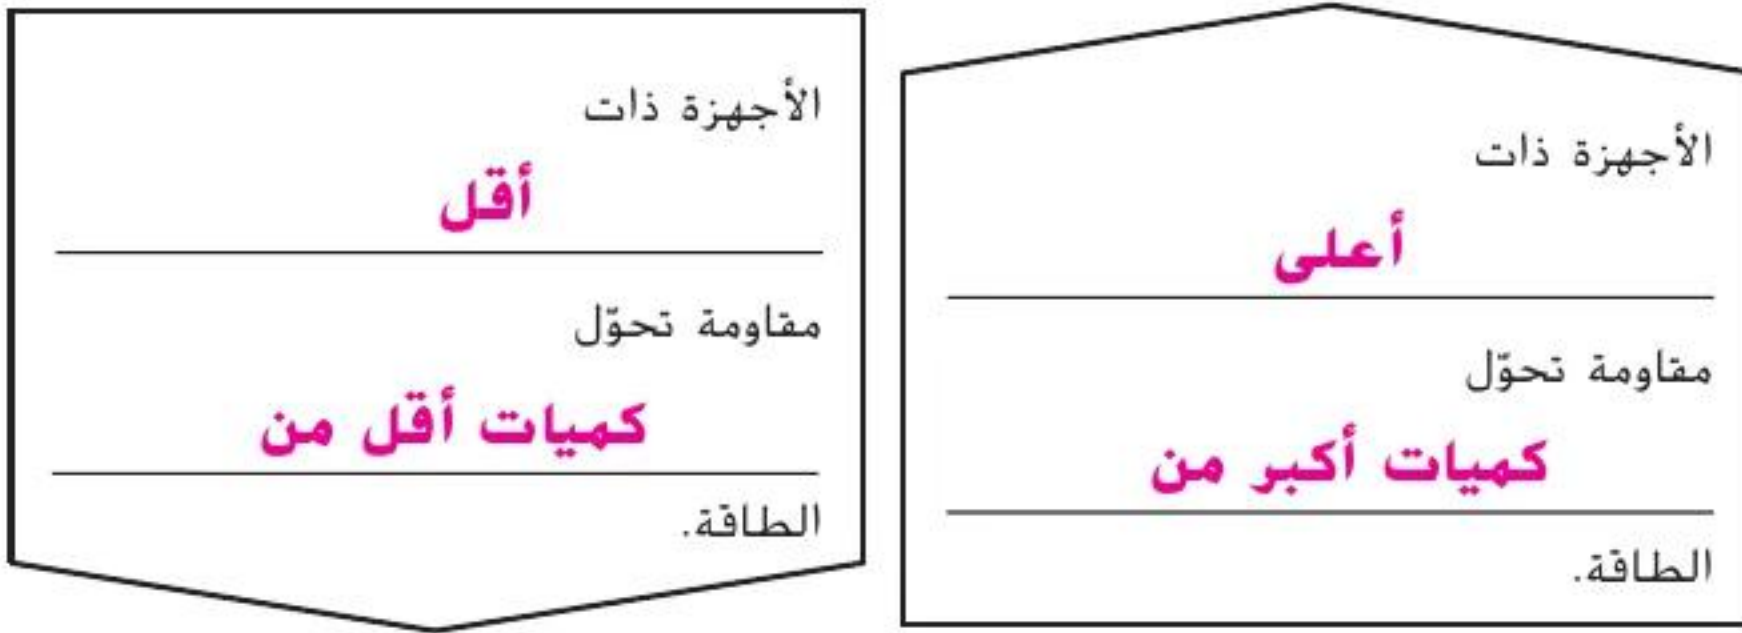 الأجهزة ذات
أعلى
مقاومة تحوّل
كميات أكبر من
الطاقة.
الأجهزة ذات
أقل
مقاومة تحوّل
كميات أقل من
الطاقة.